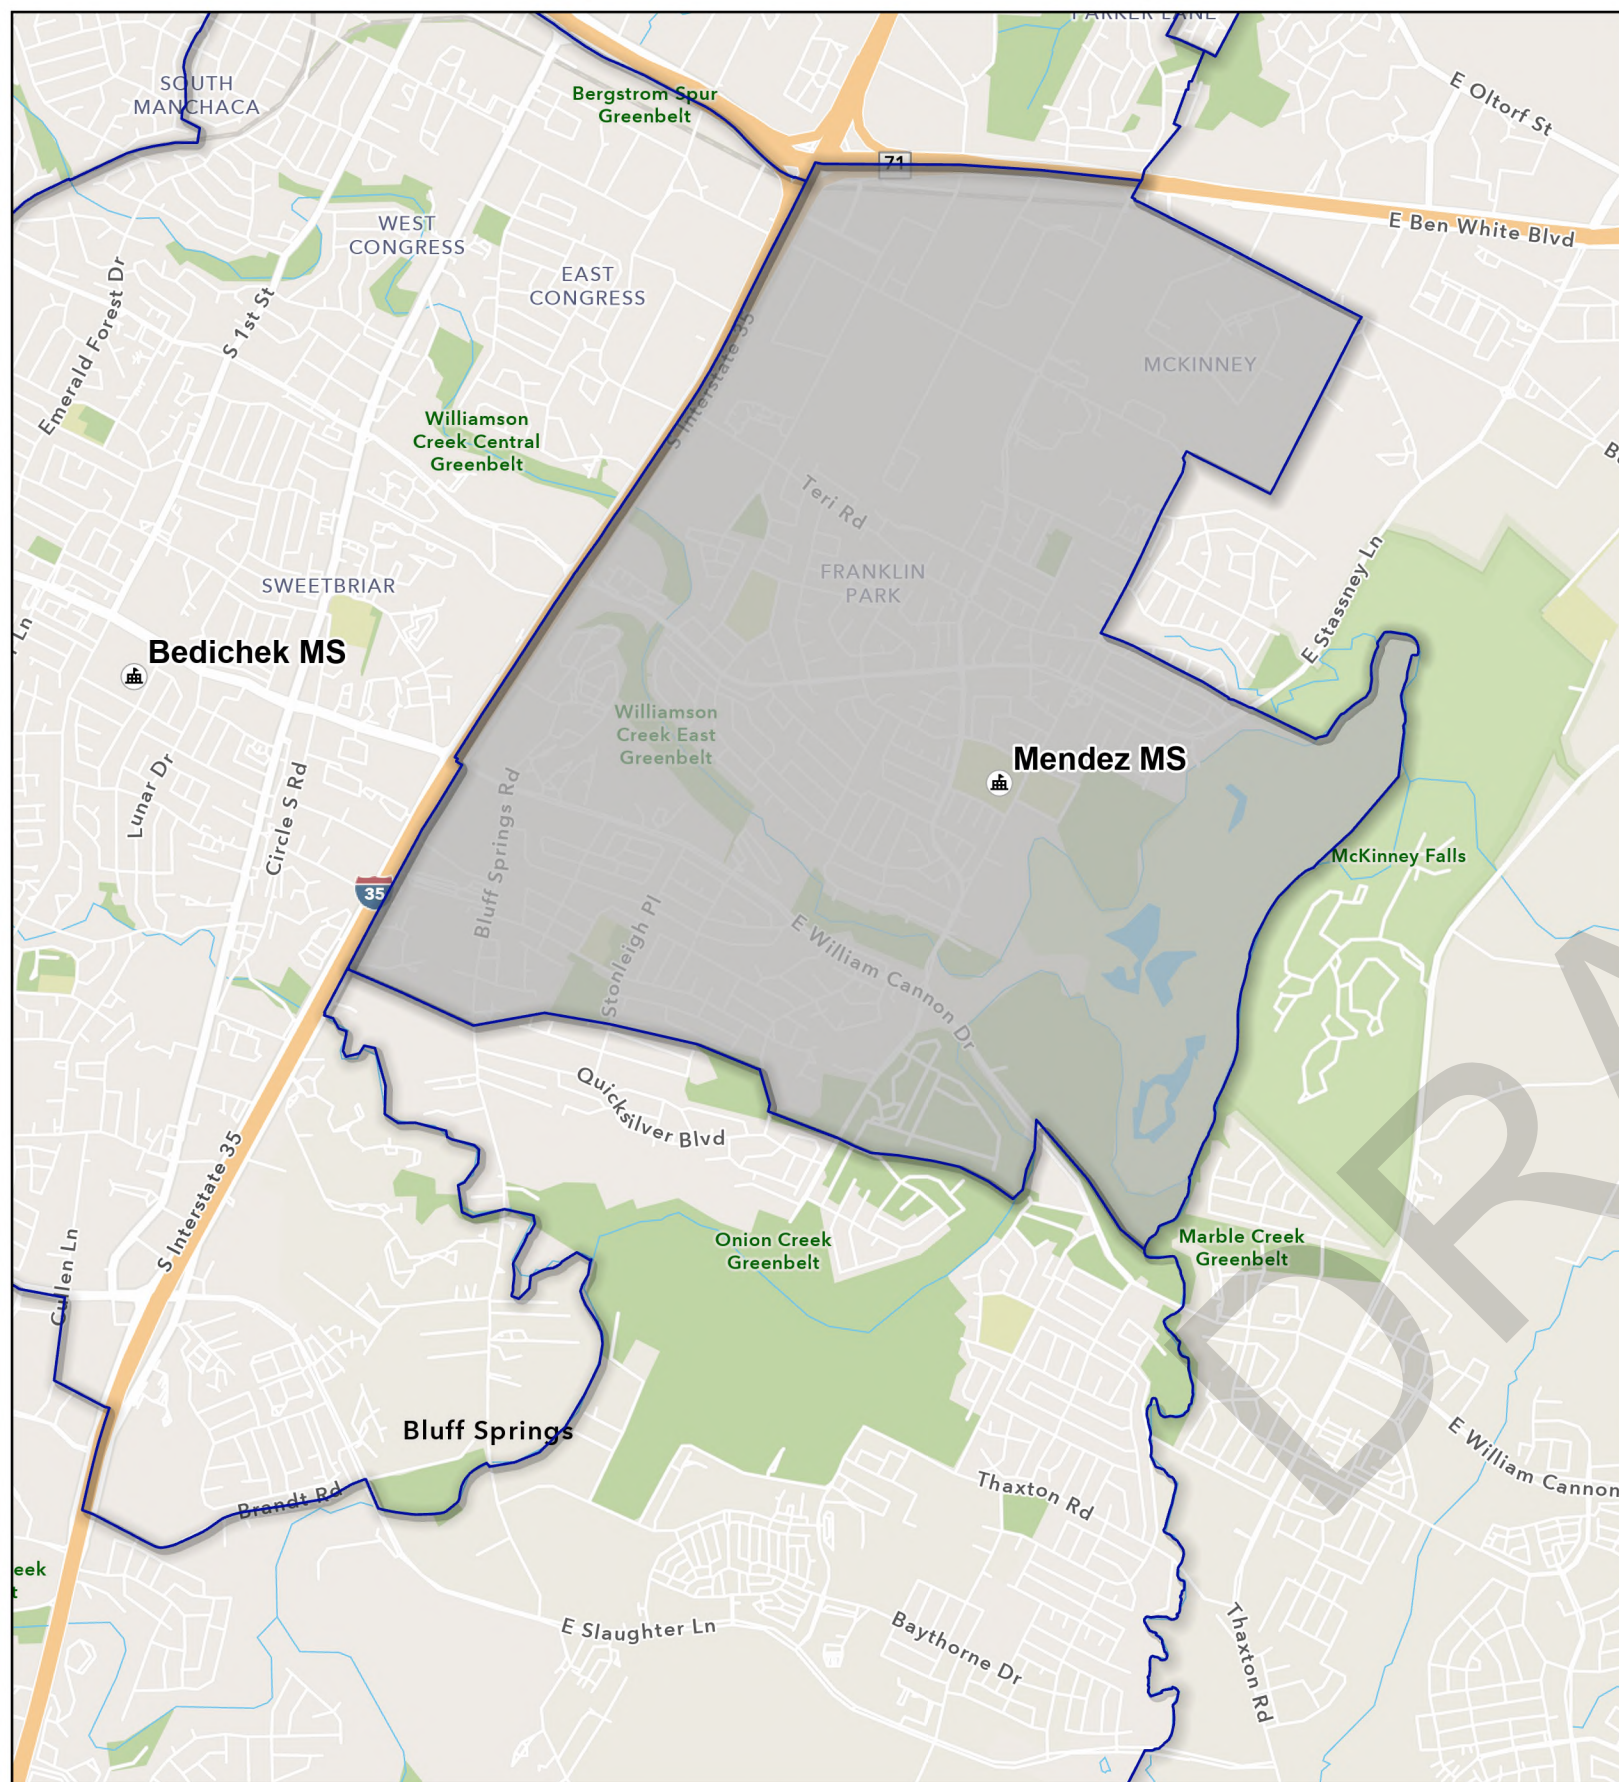 PARKER LANE
SOUTH
MANCHACA
Bergstrom Spur
Greenbelt
E Oltorf St
71
WEST
CONGRESS
E Ben White Blvd
EAST
CONGRESS
Emerald Forest Dr
S 1st St
S Interstate 35
MCKINNEY
Williamson
Creek Central
Greenbelt
Teri Rd
FRANKLIN
PARK
SWEETBRIAR
E Stassney Ln
Ln
Bedichek MS
Williamson
Creek East
Greenbelt
Mendez MS
Lunar Dr
Circle S Rd
Bluff Springs Rd
McKinney Falls
35
Stonleigh Pl
E William Cannon Dr
Quicksilver Blvd
S Interstate 35
Cullen Ln
Onion Creek
Greenbelt
Marble Creek
Greenbelt
DRA
Bluff Springs
E William Cannon
Brandt Rd
Thaxton Rd
eek
t
E Slaughter Ln
Baythorne Dr
Thaxton Rd